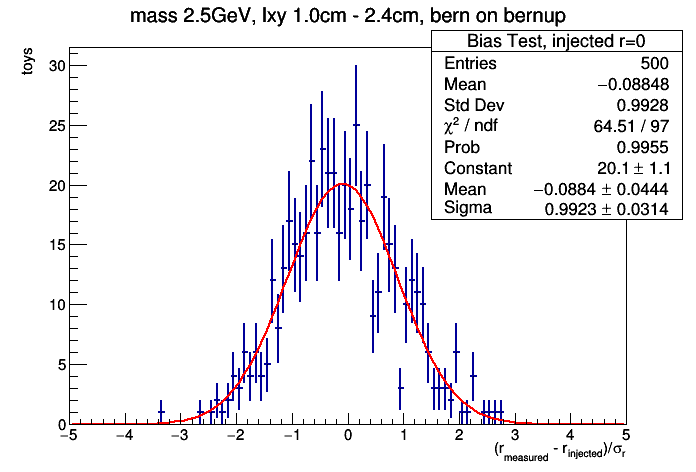 mass 2.5GeV, lxy 1.0cm - 2.4cm, bern on bernup
Bias Test, injected r=0
Entries 500
Mean −0.08848
Std Dev 0.9928
χ² / ndf 64.51 / 97
Prob 0.9955
Constant 20.1 ± 1.1
Mean −0.0884 ± 0.0444
Sigma 0.9923 ± 0.0314
toys
30
25
20
15
10
5
0
−5 −4 −3 −2 −1 0 1 2 3 4 5
(r_measured - r_injected)/σ_r